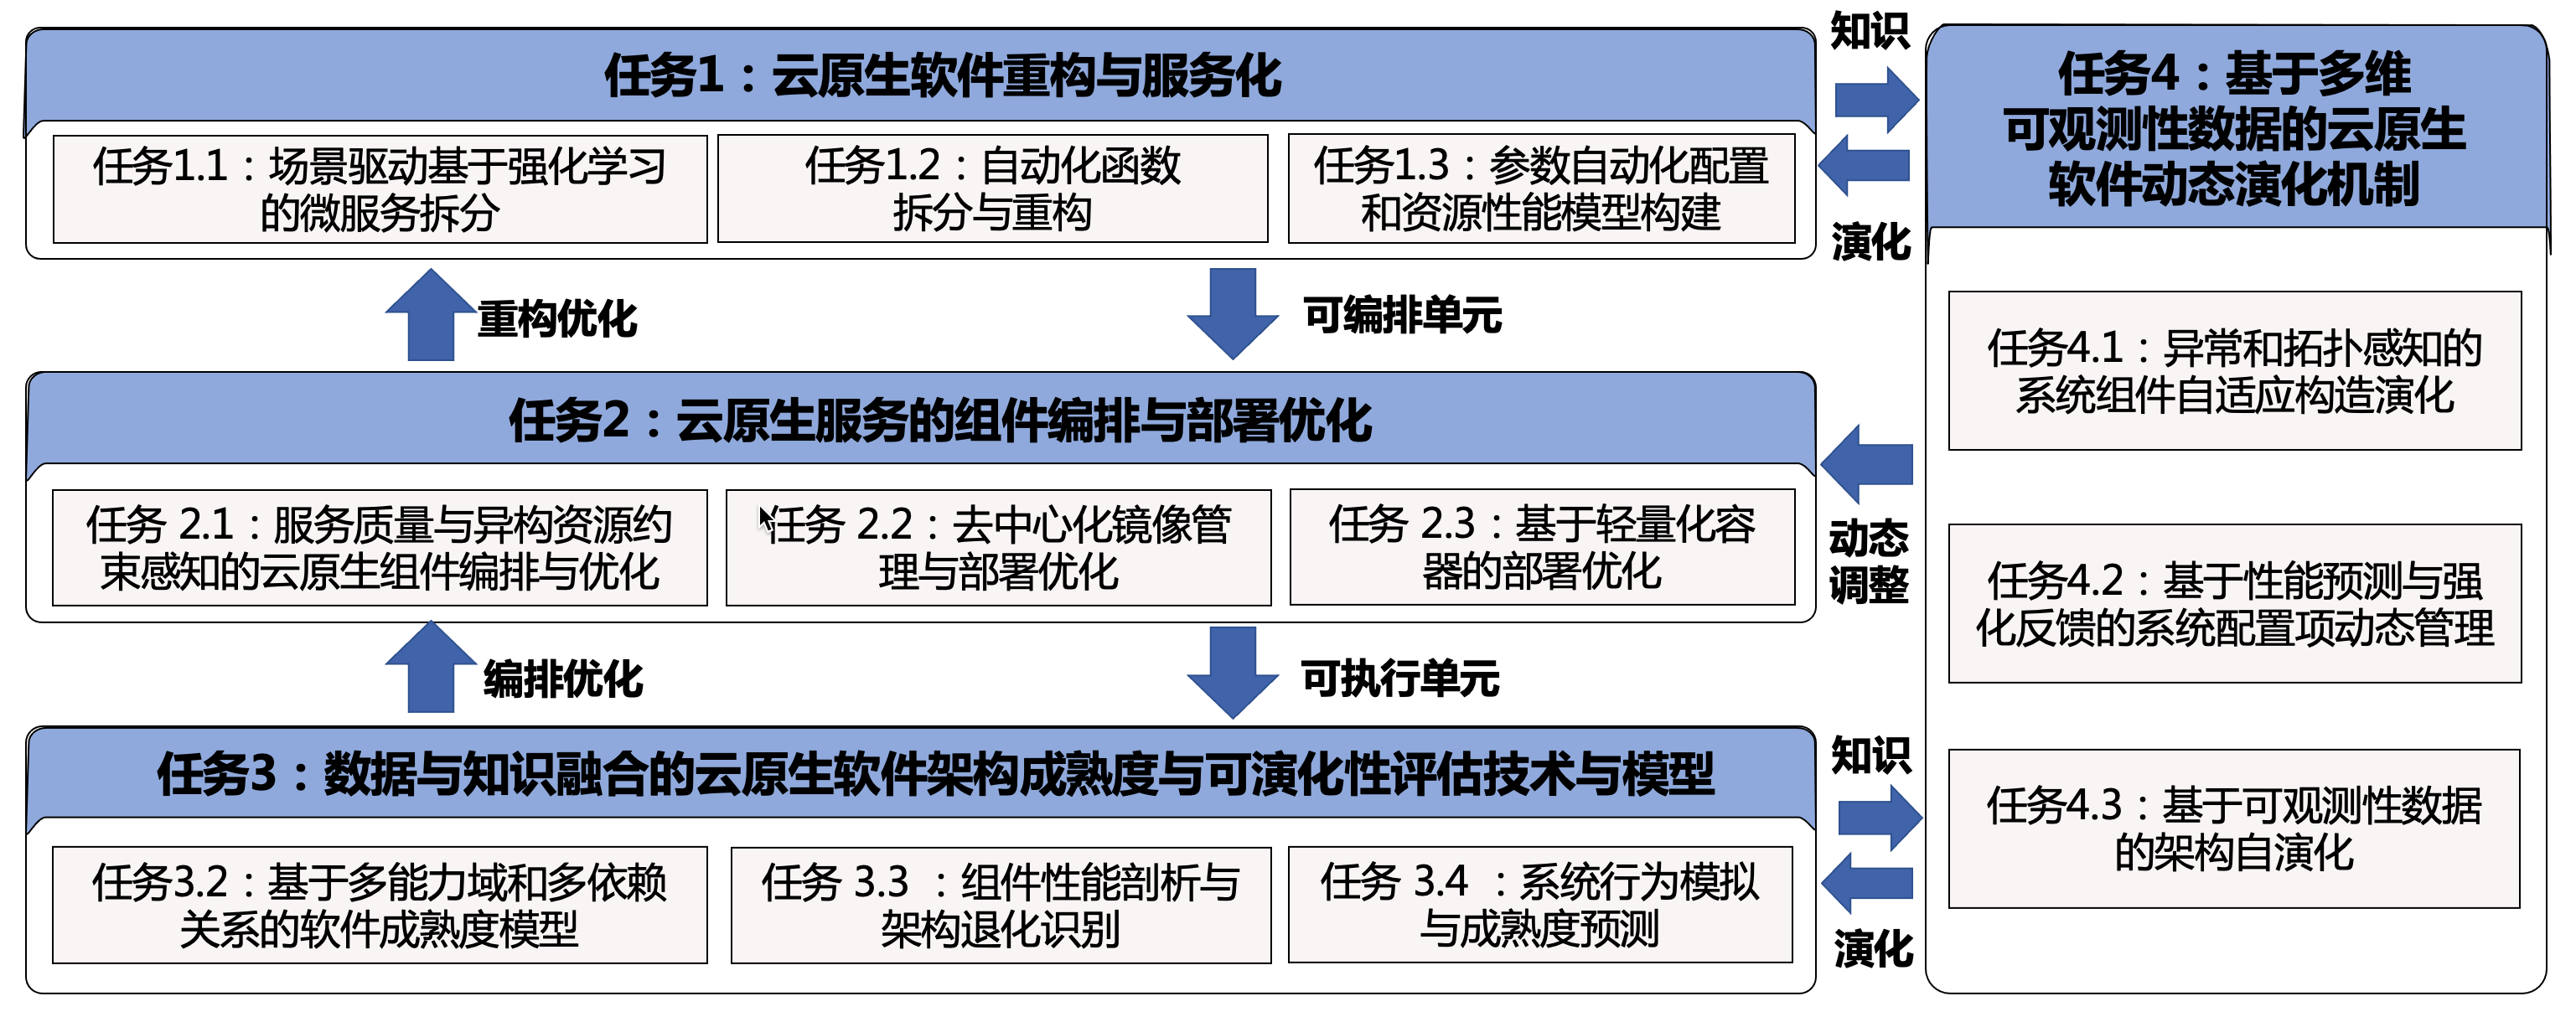 任务1：云原生软件重构与服务化
任务1.1：场景驱动基于强化学习
的微服务拆分
任务1.2：自动化函数
拆分与重构
任务1.3：参数自动化配置
和资源性能模型构建
重构优化
可编排单元
任务2：云原生服务的组件编排与部署优化
任务 2.1：服务质量与异构资源约
束感知的云原生组件编排与优化
任务 2.2：去中心化镜像管
理与部署优化
任务 2.3：基于轻量化容
器的部署优化
编排优化
可执行单元
任务3：数据与知识融合的云原生软件架构成熟度与可演化性评估技术与模型
任务3.2：基于多能力域和多依赖
关系的软件成熟度模型
任务 3.3 ：组件性能剖析与
架构退化识别
任务 3.4 ：系统行为模拟
与成熟度预测
知识
演化
动态
调整
知识
演化
任务4：基于多维
可观测性数据的云原生
软件动态演化机制
任务4.1：异常和拓扑感知的
系统组件自适应构造演化
任务4.2：基于性能预测与强
化反馈的系统配置项动态管理
任务4.3：基于可观测性数据
的架构自演化